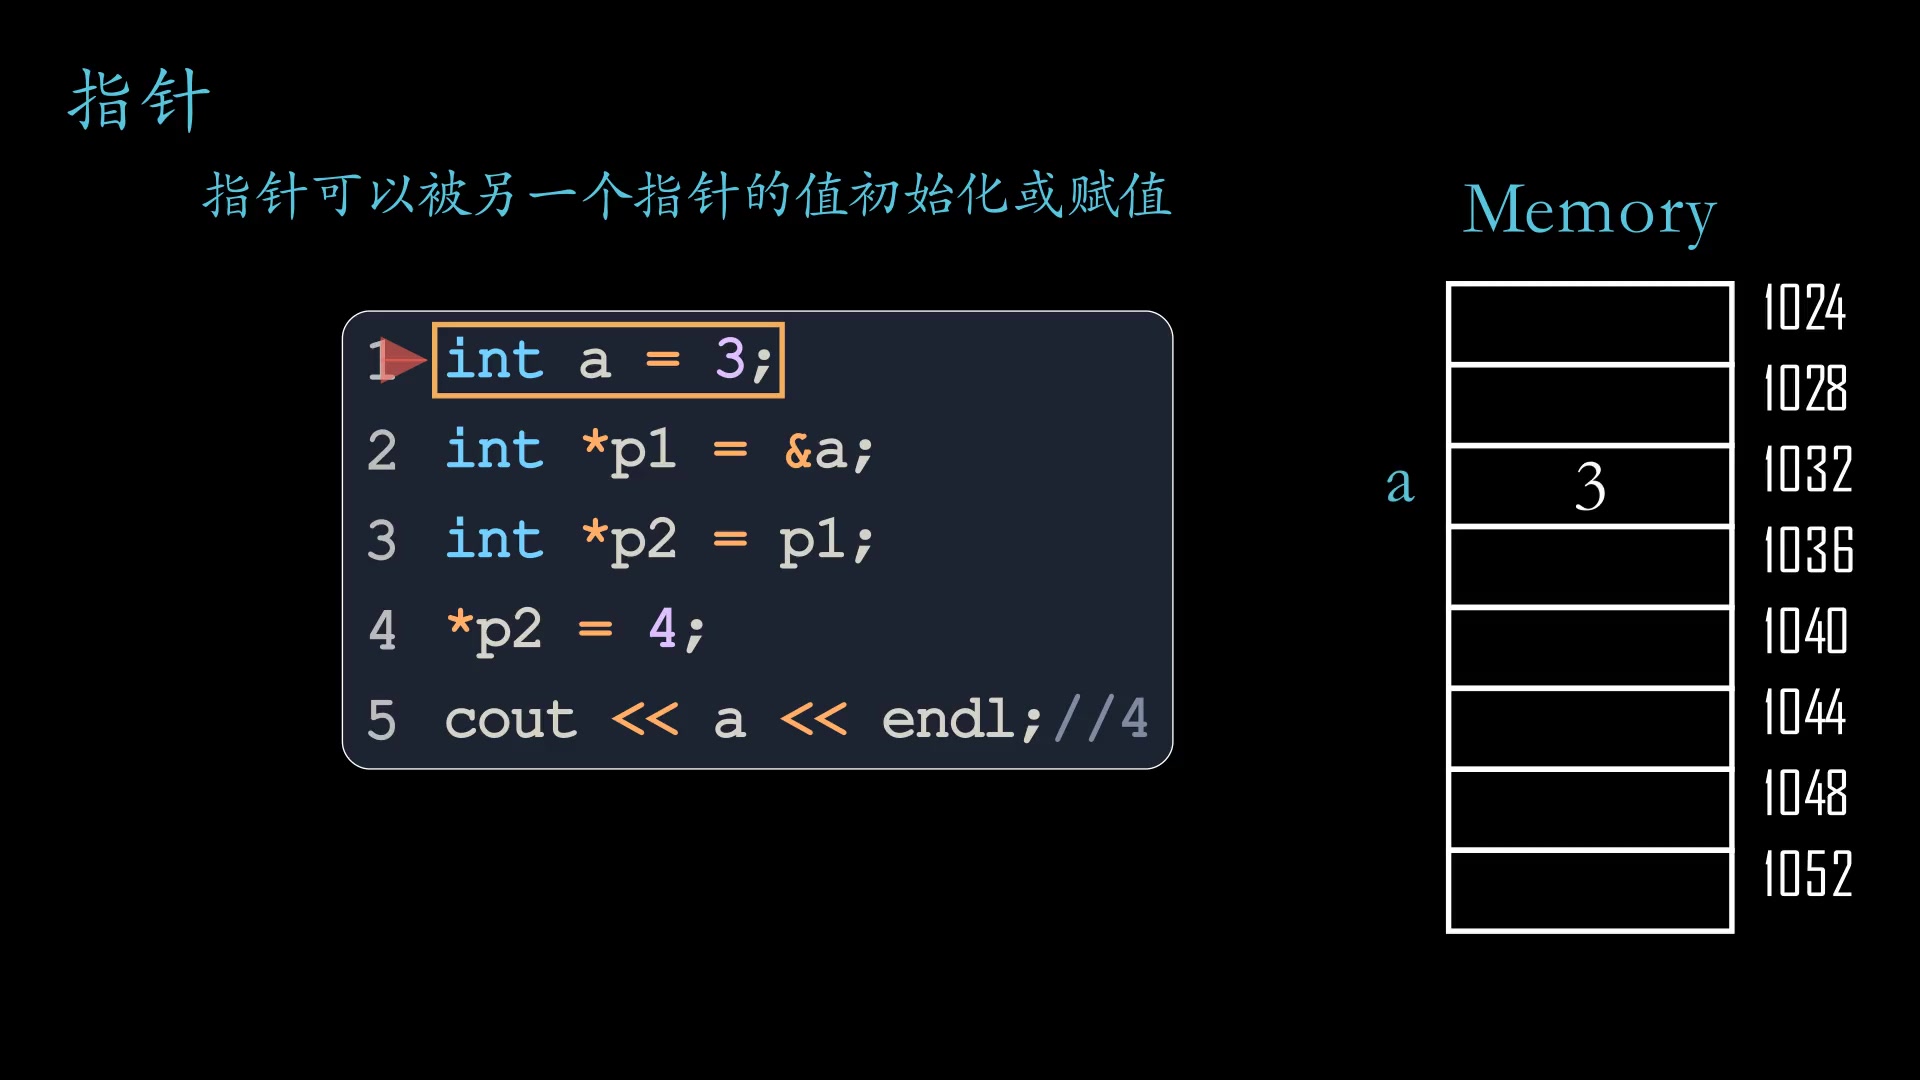 指针
指针可以被另一个指针的值初始化或赋值
1 int a = 3;
2 int *p1 = &a;
3 int *p2 = p1;
4 *p2 = 4;
5 cout << a << endl;//4
Memory
1024
1028
a 3 1032
1036
1040
1044
1048
1052